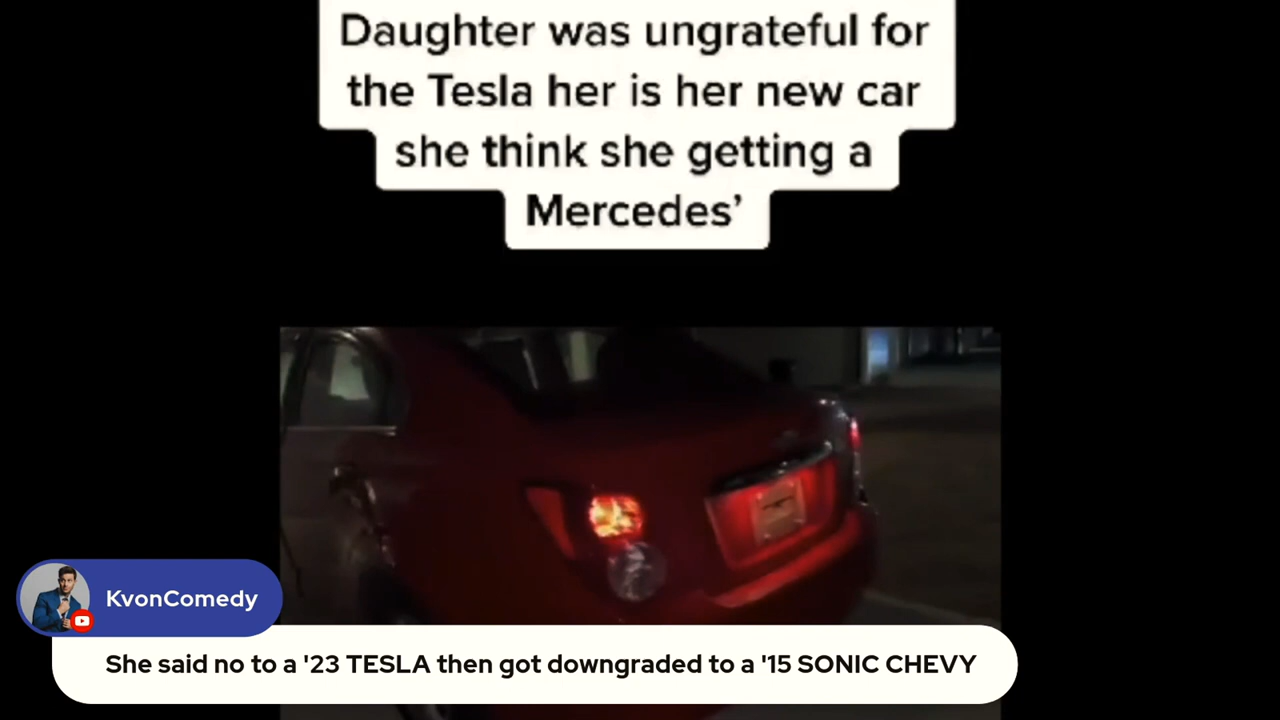 Daughter was ungrateful for
the Tesla her is her new car
she think she getting a
Mercedes’
KvonComedy
She said no to a '23 TESLA then got downgraded to a '15 SONIC CHEVY